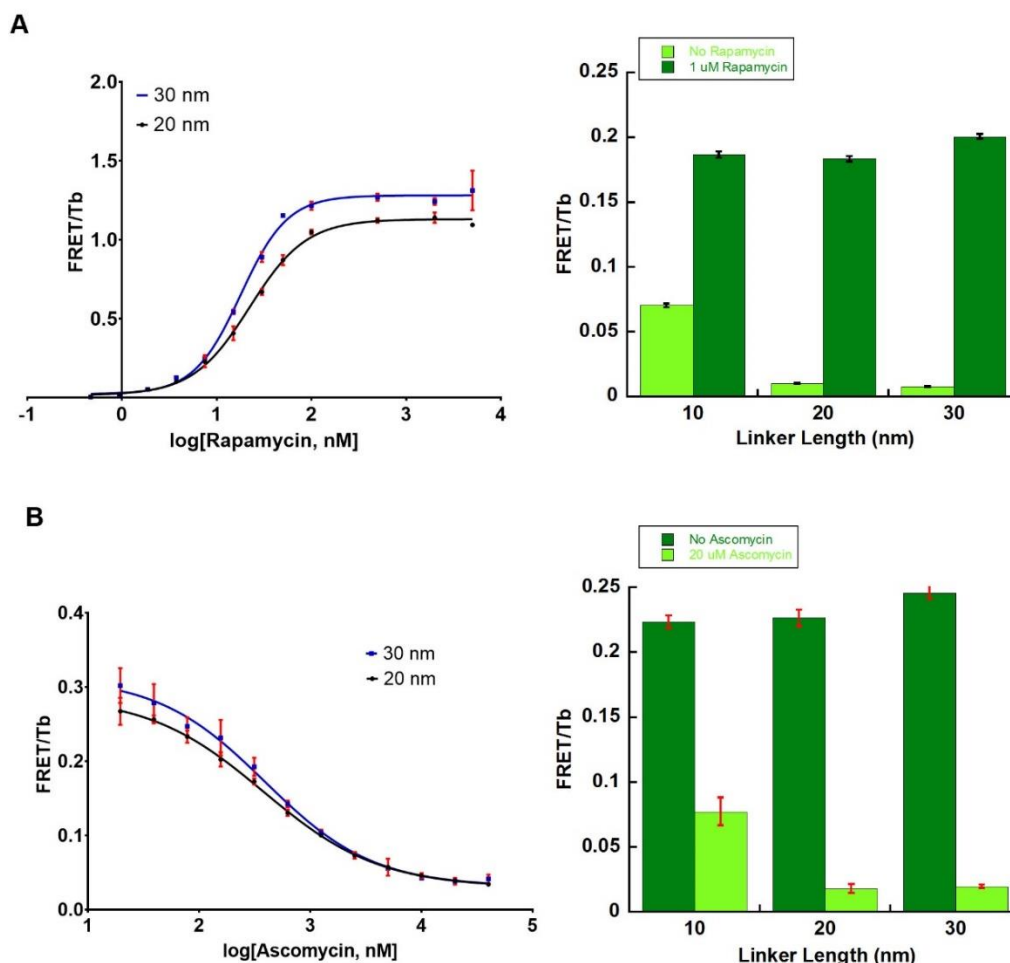 A
FRET/Tb
2.0
1.5
1.0
0.5
30 nm
20 nm
-1 0 1 2 3 4
log[Rapamycin, nM]
No Rapamycin
1 uM Rapamycin
FRET/Tb
0.25
0.2
0.15
0.1
0.05
0
10 20 30
Linker Length (nm)
B
FRET/Tb
0.4
0.3
0.2
0.1
0.0
30 nm
20 nm
1 2 3 4 5
log[Ascomycin, nM]
No Ascomycin
20 uM Ascomycin
FRET/Tb
0.25
0.2
0.15
0.1
0.05
0
10 20 30
Linker Length (nm)